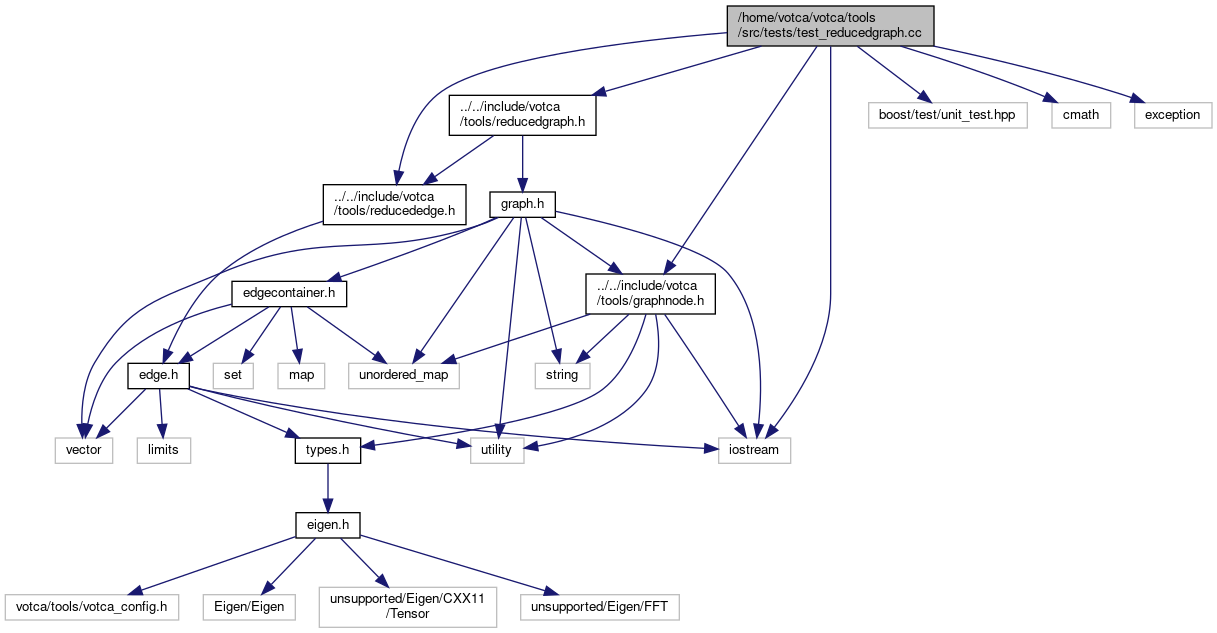 /home/votca/votca/tools
/src/tests/test_reducedgraph.cc
../../include/votca
/tools/reducedgraph.h
boost/test/unit_test.hpp
cmath
exception
../../include/votca
/tools/reducededge.h
graph.h
edgecontainer.h
../../include/votca
/tools/graphnode.h
edge.h
set
map
unordered_map
string
vector
limits
types.h
utility
iostream
eigen.h
votca/tools/votca_config.h
Eigen/Eigen
unsupported/Eigen/CXX11
/Tensor
unsupported/Eigen/FFT